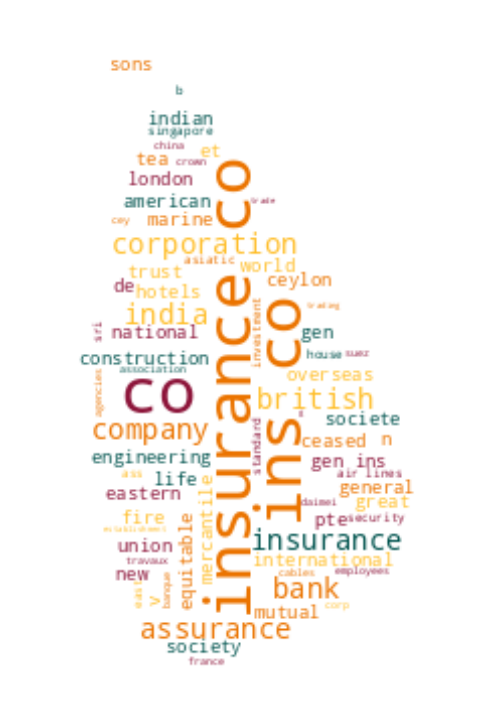 sons
b
indian
singapore
china
et
tea
crown
london
co
american
trade
cey
marine
corporation
asiatic
world
trust
ceylon
de
hotels
india
trading
sri
national
investment
co
gen
construction
house
suez
association
overseas
agencies
co
british
insurance
ins
company
societe
standard
ceased
n
engineering
gen ins
ass
life
air lines
eastern
general
mercantile
daimei
great
fire
establishment
pte
security
equitable
insurance
union
travaux
international
new
cables
employees
banque
east
v
bank
corp
mutual
assurance
society
france